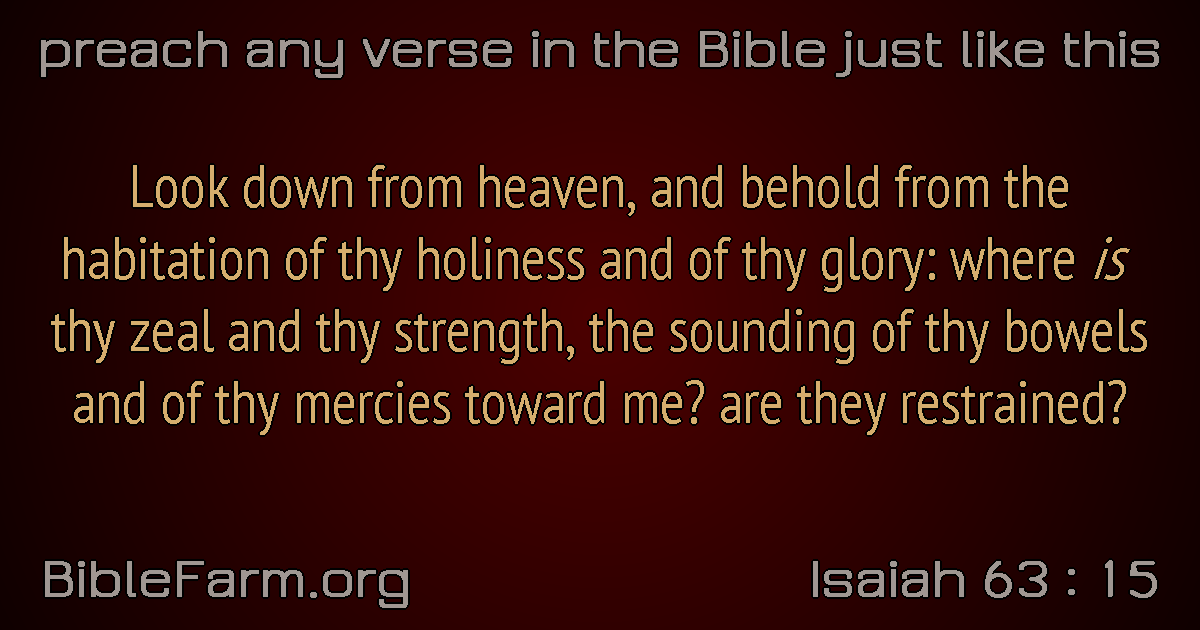 preach any verse in the Bible just like this
Look down from heaven, and behold from the
habitation of thy holiness and of thy glory: where is
thy zeal and thy strength, the sounding of thy bowels
and of thy mercies toward me? are they restrained?
BibleFarm.org
Isaiah 63 : 15